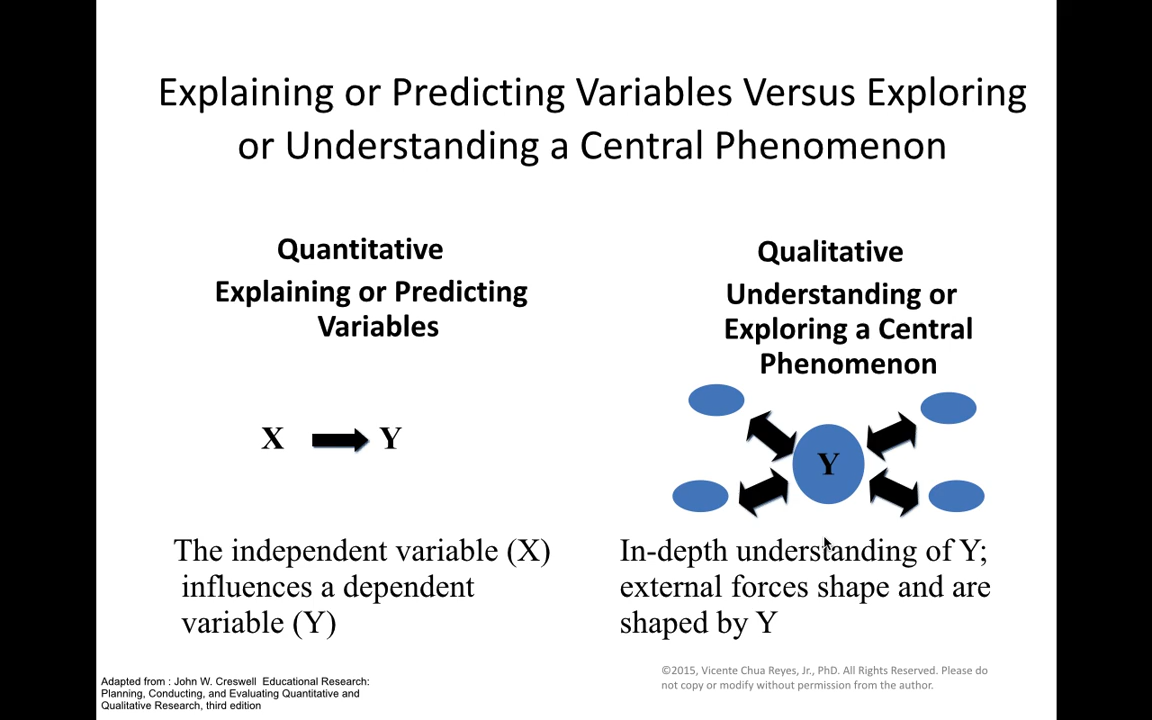 Explaining or Predicting Variables Versus Exploring
or Understanding a Central Phenomenon
Quantitative
Explaining or Predicting
Variables
X Y
The independent variable (X)
influences a dependent
variable (Y)
Qualitative
Understanding or
Exploring a Central
Phenomenon
Y
In-depth understanding of Y;
external forces shape and are
shaped by Y
Adapted from : John W. Creswell Educational Research:
Planning, Conducting, and Evaluating Quantitative and
Qualitative Research, third edition
©2015, Vicente Chua Reyes, Jr., PhD. All Rights Reserved. Please do
not copy or modify without permission from the author.